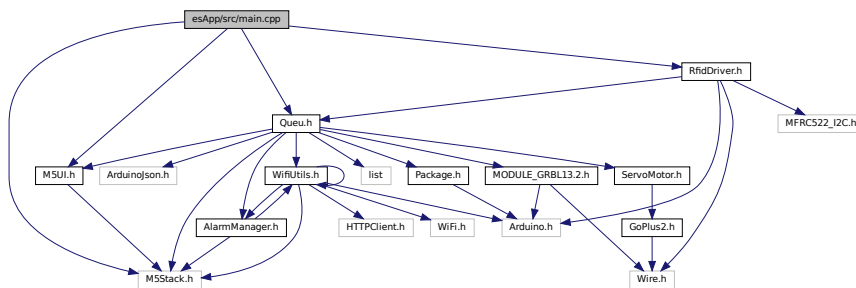 esApp/src/main.cpp
RfidDriver.h
Queu.h
MFRC522_I2C.h
M5UI.h
ArduinoJson.h
WifiUtils.h
list
Package.h
MODULE_GRBL13.2.h
ServoMotor.h
AlarmManager.h
HTTPClient.h
WiFi.h
Arduino.h
GoPlus2.h
M5Stack.h
Wire.h